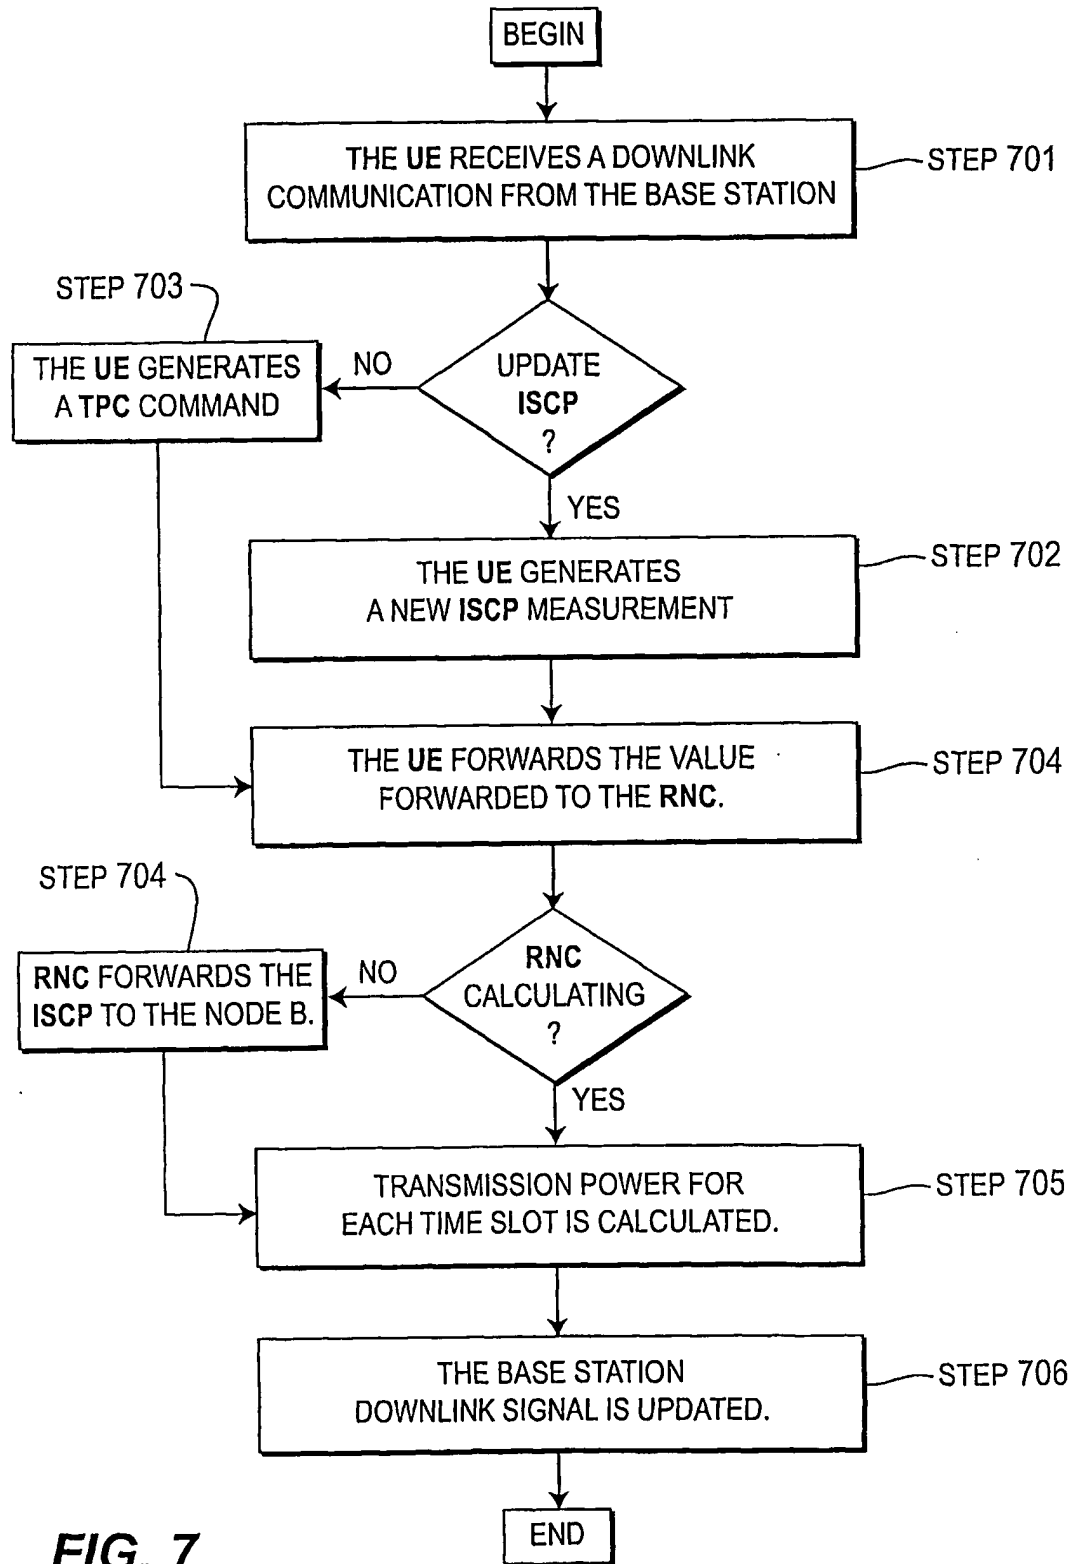 BEGIN
THE UE RECEIVES A DOWNLINK
COMMUNICATION FROM THE BASE STATION
STEP 701
STEP 703
THE UE GENERATES
A TPC COMMAND
NO
UPDATE
ISCP
?
YES
THE UE GENERATES
A NEW ISCP MEASUREMENT
STEP 702
THE UE FORWARDS THE VALUE
FORWARDED TO THE RNC.
STEP 704
STEP 704
RNC FORWARDS THE
ISCP TO THE NODE B.
NO
RNC
CALCULATING
?
YES
TRANSMISSION POWER FOR
EACH TIME SLOT IS CALCULATED.
STEP 705
THE BASE STATION
DOWNLINK SIGNAL IS UPDATED.
STEP 706
END
FIG. 7